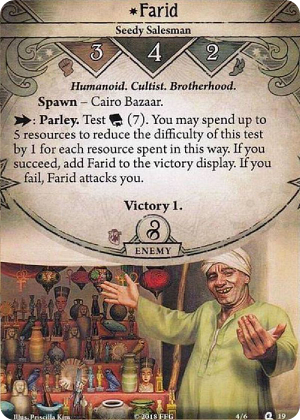 Farid
Seedy Salesman
3 4 2
Humanoid. Cultist. Brotherhood.
Spawn – Cairo Bazaar.
: Parley. Test (7). You may spend up to
5 resources to reduce the difficulty of this test
by 1 for each resource spent in this way. If you
succeed, add Farid to the victory display. If you
fail, Farid attacks you.
Victory 1.
ENEMY
Illus. Priscilla Kim
© 2018 FFG
4/6
19